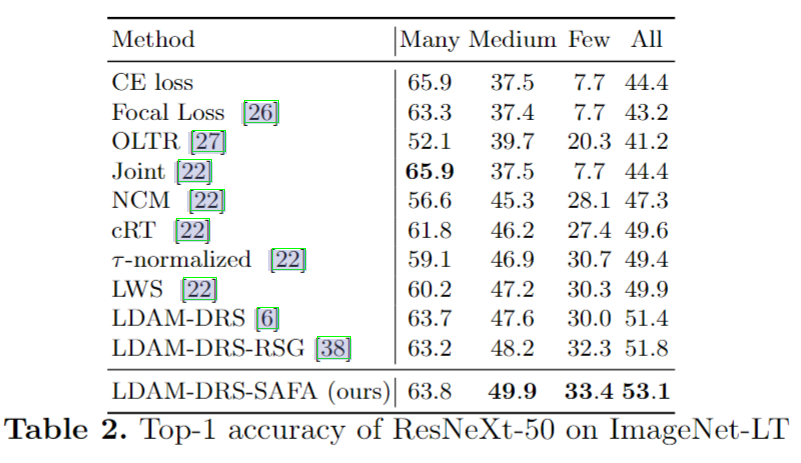 Method Many Medium Few All
CE loss 65.9 37.5 7.7 44.4
Focal Loss [26] 63.3 37.4 7.7 43.2
OLTR [27] 52.1 39.7 20.3 41.2
Joint [22] 65.9 37.5 7.7 44.4
NCM [22] 56.6 45.3 28.1 47.3
cRT [22] 61.8 46.2 27.4 49.6
τ-normalized [22] 59.1 46.9 30.7 49.4
LWS [22] 60.2 47.2 30.3 49.9
LDAM-DRS [6] 63.7 47.6 30.0 51.4
LDAM-DRS-RSG [38] 63.2 48.2 32.3 51.8
LDAM-DRS-SAFA (ours) 63.8 49.9 33.4 53.1
Table 2. Top-1 accuracy of ResNeXt-50 on ImageNet-LT